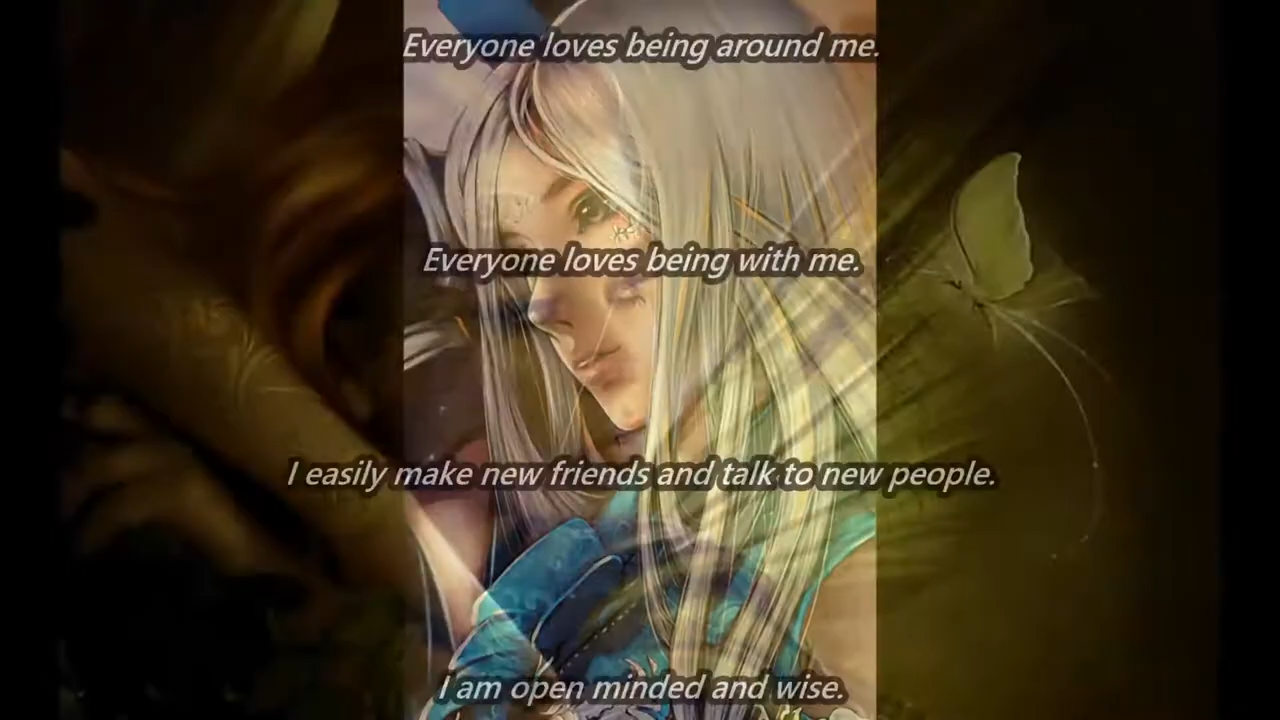 Everyone loves being around me.
Everyone loves being with me.
I easily make new friends and talk to new people.
I am open minded and wise.